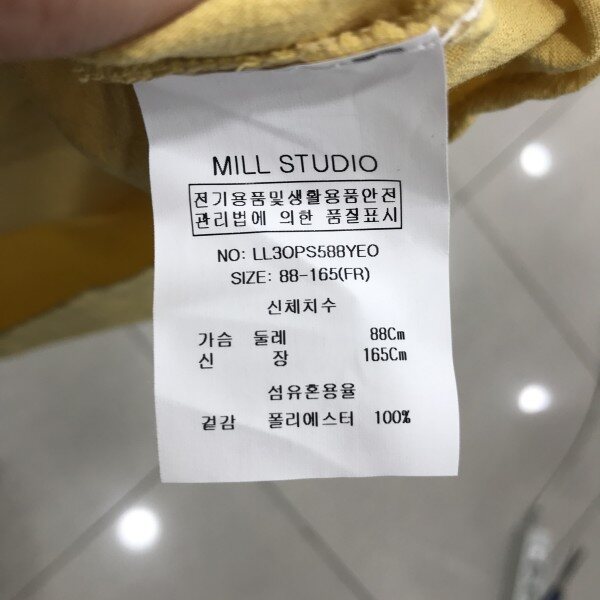 MILL STUDIO
전기용품및생활용품안전
관리법에 의한 품질표시
NO: LL3OPS588YEO
SIZE: 88-165(FR)
신체치수
가슴 둘레 88Cm
신 장 165Cm
섬유혼용율
겉감 폴리에스터 100%